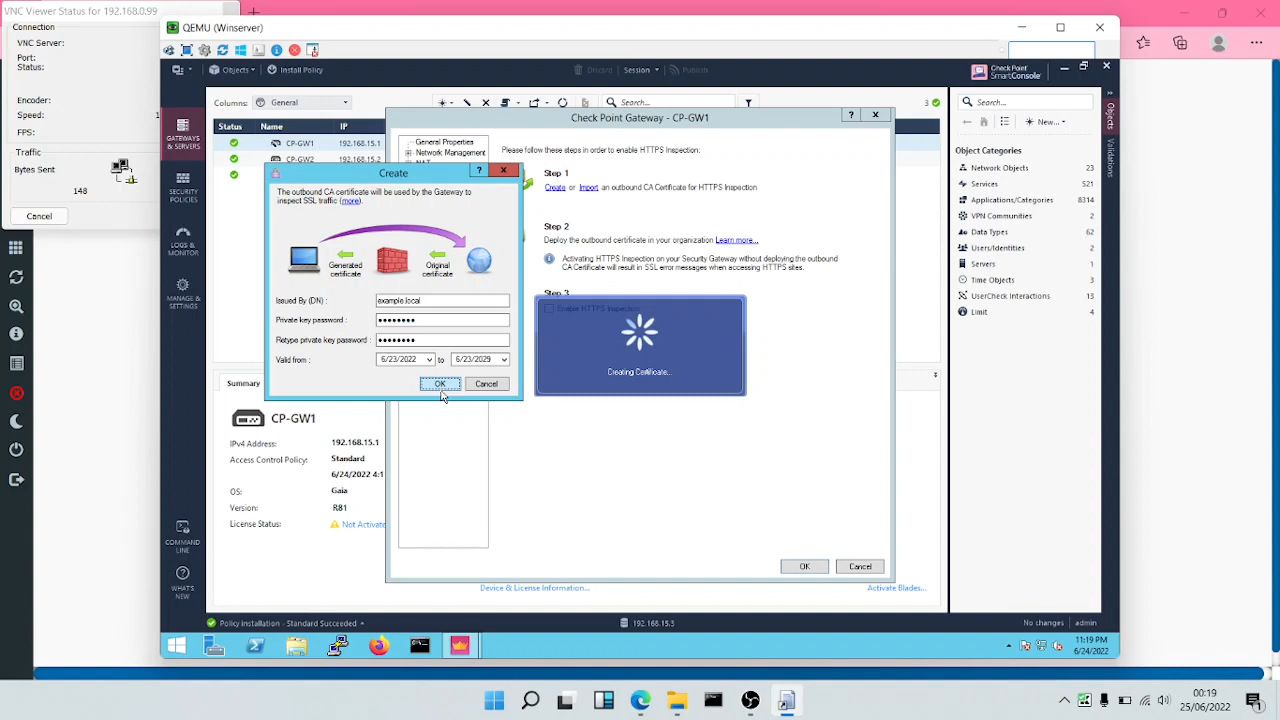 VNC Viewer Status for 192.168.0.99
Connection
VNC Server:
Port:
Status:
Encoder:
FPS:
Traffic
Bytes Sent
148
Cancel
QEMU (Winserver)
Objects
Install Policy
Discard
Session
Publish
Check Point
SmartConsole
GATEWAYS
& SERVERS
SECURITY
POLICIES
LOGS &
MONITOR
MANAGE &
SETTINGS
COMMAND
LINE
WHAT'S
NEW
Columns:
General
Search...
3
Status
Name
IP
CP-GW1
192.168.15.1
CP-GW2
192.168.15.
Check Point Gateway - CP-GW1
?
General Properties
Network Management
NAT
Please follow these steps in order to enable HTTPS Inspection:
Step 1
Create or Import an outbound CA Certificate for HTTPS Inspection
Step 2
Deploy the outbound certificate in your organization Learn more...
Activating HTTPS Inspection on your Security Gateway without deploying the outbound
CA Certificate will result in SSL error messages when accessing HTTPS sites.
Step 3
Enable HTTPS Inspection
Creating Certificate...
OK
Cancel
Create
?
The outbound CA certificate will be used by the Gateway to
inspect SSL traffic (more).
Generated
certificate
Original
certificate
Issued By (DN):
example.local
Private key password :
Retype private key password :
Valid from :
6/23/2022
to
6/23/2029
OK
Cancel
Summary
CP-GW1
IPv4 Address:
192.168.15.1
Access Control Policy:
Standard
6/24/2022 4:1
OS:
Gaia
Version:
R81
License Status:
Not Activate
Device & License Information...
Activate Blades...
Search...
New...
Object Categories
Network Objects
23
Services
521
Applications/Categories
8314
VPN Communities
2
Data Types
62
Users/Identities
2
Servers
1
Time Objects
3
UserCheck Interactions
13
Limit
4
Objects
Validations
Policy installation - Standard Succeeded
192.168.15.3
No changes
admin
11:19 PM
6/24/2022
00:19
25/06/2022
1